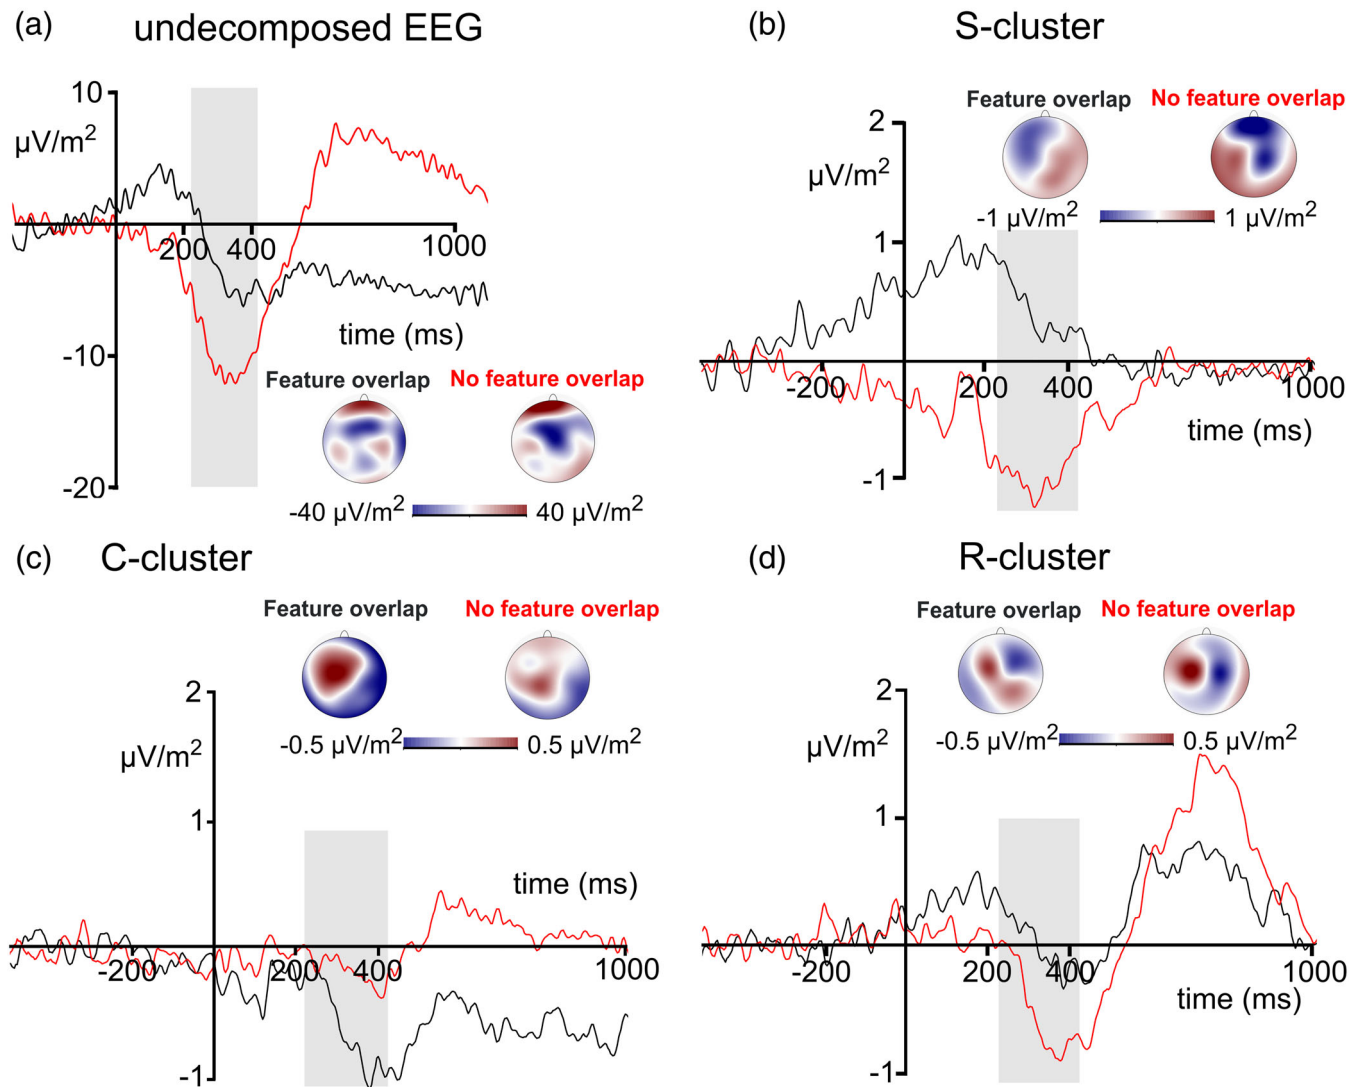 (a) undecomposed EEG
10
µV/m²
200 400 1000
-10
time (ms)
Feature overlap No feature overlap
-20
-40 µV/m² 40 µV/m²
(b) S-cluster
Feature overlap No feature overlap
2
µV/m²
-1 µV/m² 1 µV/m²
1
-200 200 400 1000
time (ms)
-1
(c) C-cluster
Feature overlap No feature overlap
2
µV/m²
-0.5 µV/m² 0.5 µV/m²
1
time (ms)
-200 200 400 1000
-1
(d) R-cluster
Feature overlap No feature overlap
2
µV/m²
-0.5 µV/m² 0.5 µV/m²
1
-200 200 400 1000
time (ms)
-1